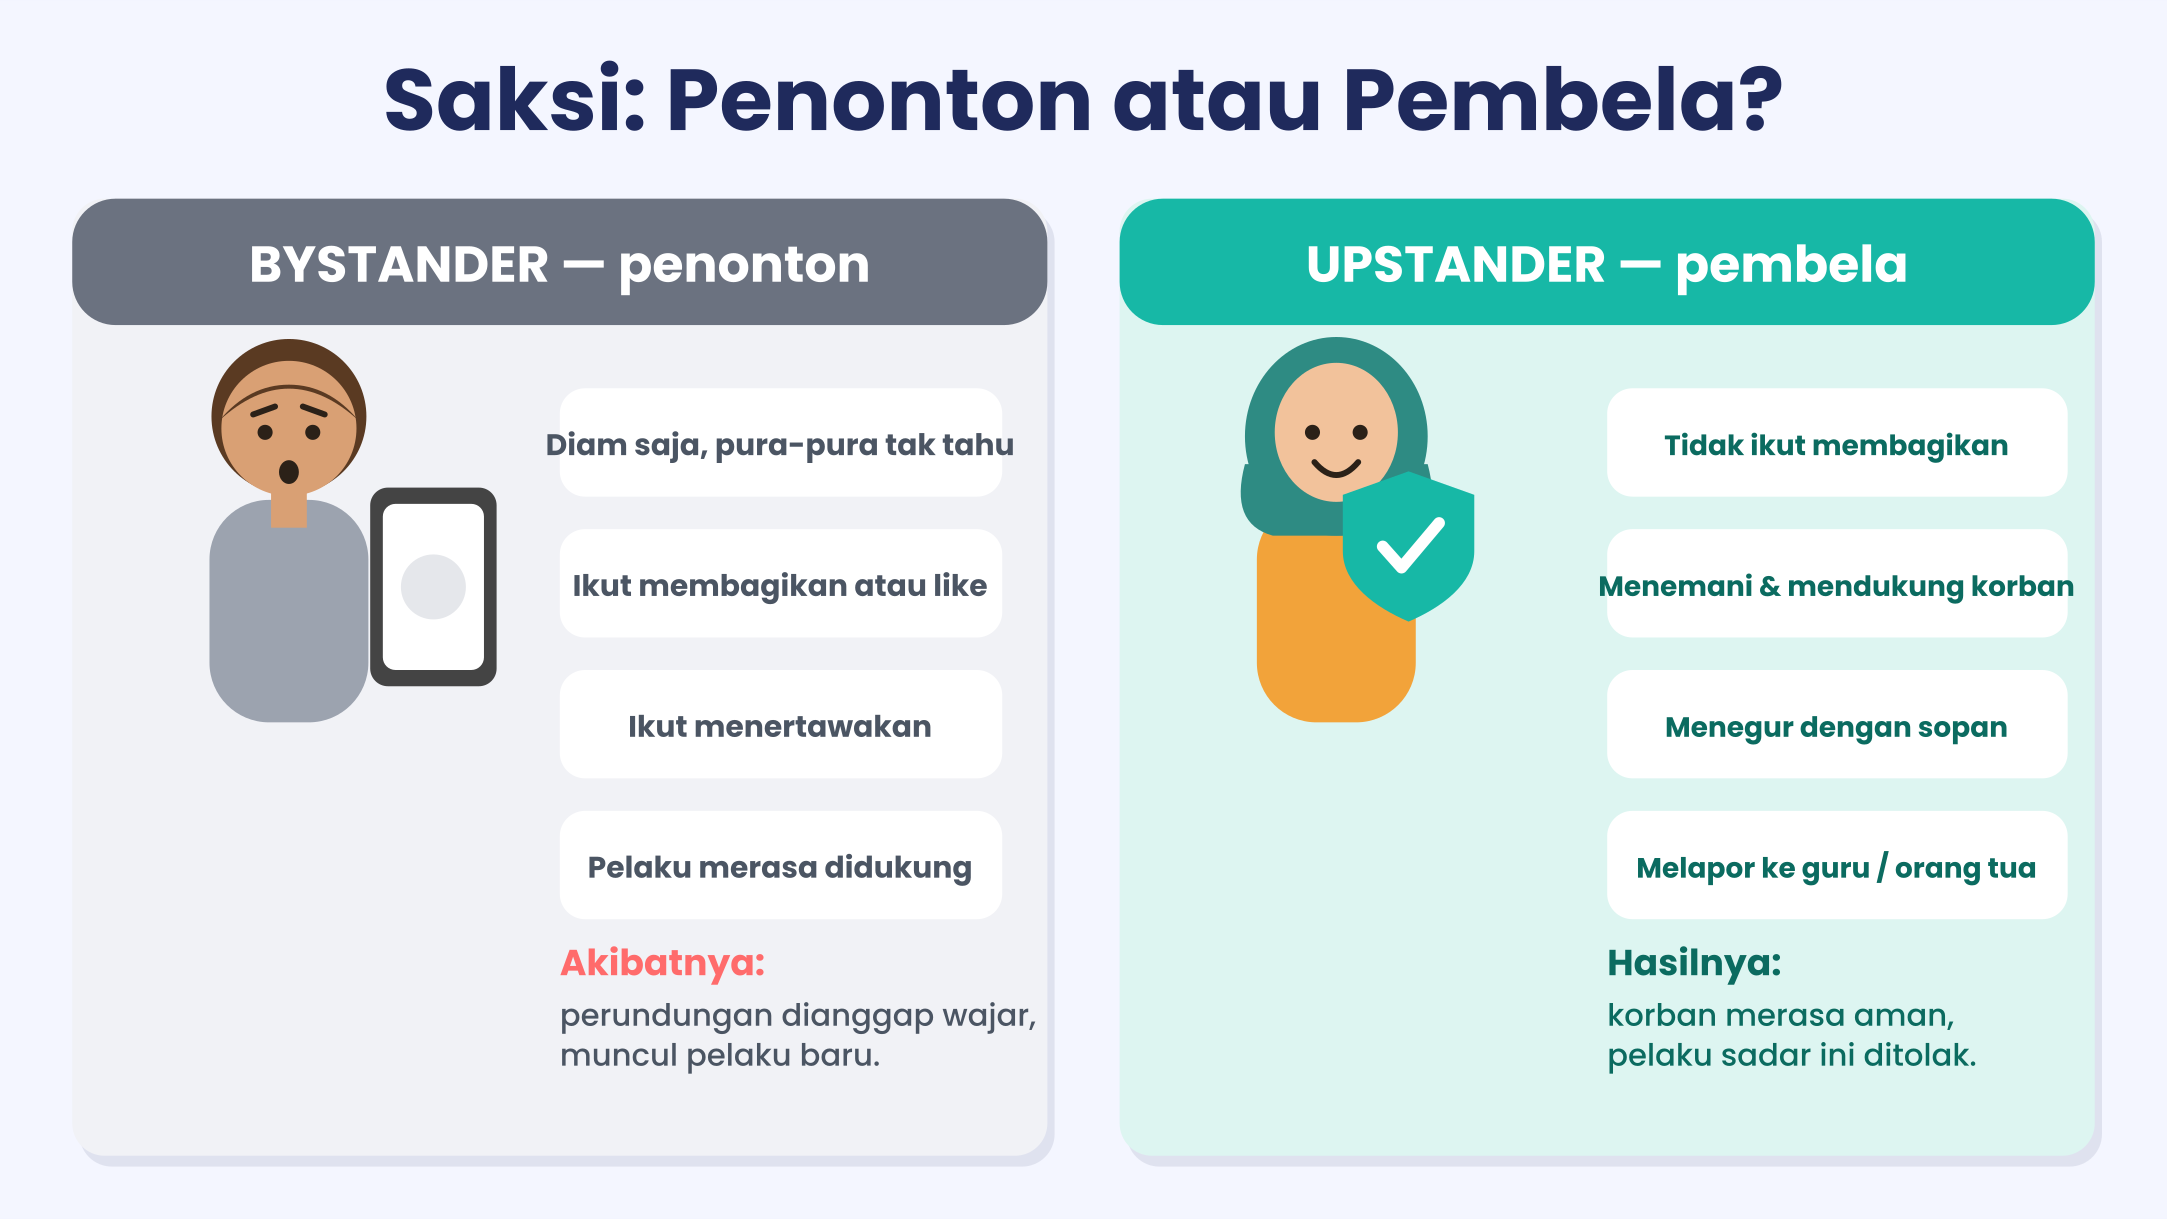 Saksi: Penonton atau Pembela?
BYSTANDER — penonton
Diam saja, pura-pura tak tahu
Ikut membagikan atau like
Ikut menertawakan
Pelaku merasa didukung
Akibatnya:
perundungan dianggap wajar,
muncul pelaku baru.
UPSTANDER — pembela
Tidak ikut membagikan
Menemani & mendukung korban
Menegur dengan sopan
Melapor ke guru / orang tua
Hasilnya:
korban merasa aman,
pelaku sadar ini ditolak.